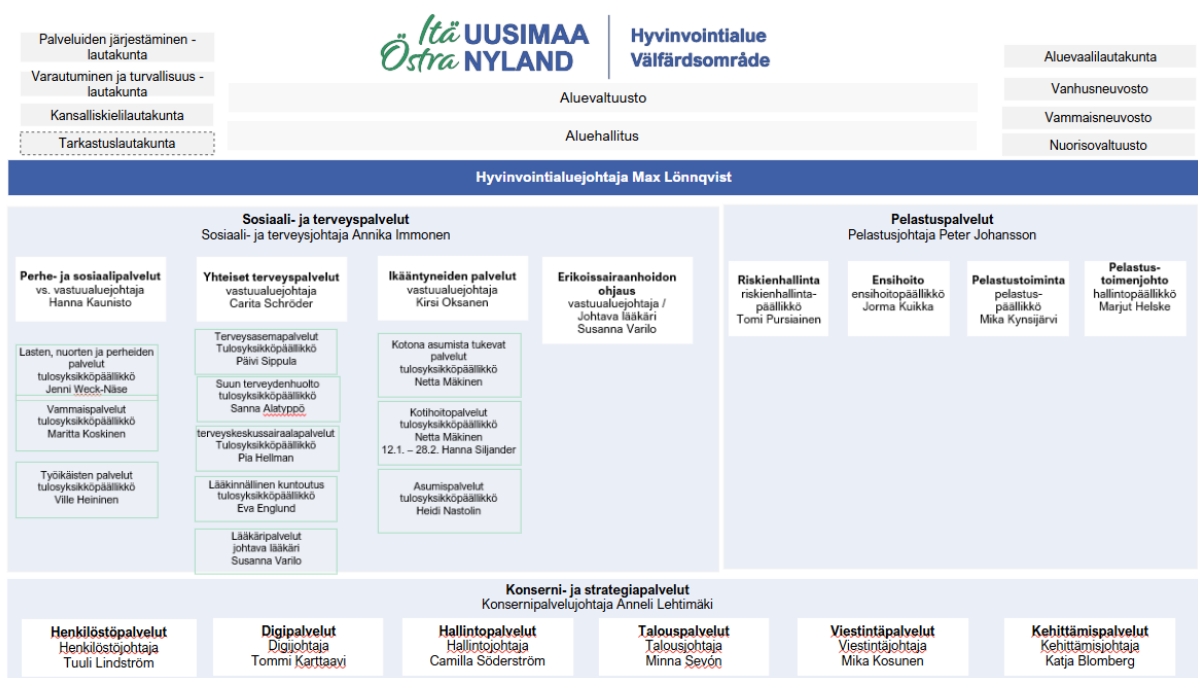 Itä UUSIMAA
Östra NYLAND
Hyvinvointialue
Välfärdsområde
Palveluiden järjestäminen -
lautakunta
Varautuminen ja turvallisuus -
lautakunta
Kansalliskielilautakunta
Tarkastuslautakunta
Aluevaltuusto
Aluehallitus
Aluevaalilautakunta
Vanhusneuvosto
Vammaisneuvosto
Nuorisovaltuusto
Hyvinvointialuejohtaja Max Lönnqvist
Sosiaali- ja terveyspalvelut
Sosiaali- ja terveysjohtaja Annika Immonen
Perhe- ja sosiaalipalvelut
vs. vastuualuejohtaja
Hanna Kaunisto
Lasten, nuorten ja perheiden
palvelut
tulosyksikköpäällikkö
Jenni Weck-Näse
Vammaispalvelut
tulosyksikköpäällikkö
Maritta Koskinen
Työikäisten palvelut
tulosyksikköpäällikkö
Ville Heininen
Yhteiset terveyspalvelut
vastuualuejohtaja
Carita Schröder
Terveysasemapalvelut
Tulosyksikköpäällikkö
Päivi Sippula
Suun terveydenhuolto
tulosyksikköpäällikkö
Sanna Alatyppö
terveyskeskussairaalapalvelut
Tulosyksikköpäällikkö
Pia Hellman
Lääkinnällinen kuntoutus
tulosyksikköpäällikkö
Eva Englund
Lääkäripalvelut
johtava lääkäri
Susanna Varilo
Ikääntyneiden palvelut
vastuualuejohtaja
Kirsi Oksanen
Kotona asumista tukevat
palvelut
tulosyksikköpäällikkö
Netta Mäkinen
Kotihoitopalvelut
tulosyksikköpäällikkö
Netta Mäkinen
12.1. – 28.2. Hanna Siljander
Asumispalvelut
tulosyksikköpäällikkö
Heidi Nastolin
Erikoissairaanhoidon
ohjaus
vastuualuejohtaja /
Johtava lääkäri
Susanna Varilo
Pelastuspalvelut
Pelastusjohtaja Peter Johansson
Riskienhallinta
riskienhallinta-
päällikkö
Tomi Pursiainen
Ensihoito
ensihoitopäällikkö
Jorma Kuikka
Pelastustoiminta
pelastus-
päällikkö
Mika Kynsijärvi
Pelastus-
toimenjohto
hallintopäällikkö
Marjut Helske
Konserni- ja strategiapalvelut
Konsernipalvelujohtaja Anneli Lehtimäki
Henkilöstöpalvelut
Henkilöstöjohtaja
Tuuli Lindström
Digipalvelut
Digijohtaja
Tommi Karttaavi
Hallintopalvelut
Hallintojohtaja
Camilla Söderström
Talouspalvelut
Talousjohtaja
Minna Sevón
Viestintäpalvelut
Viestintäjohtaja
Mika Kosunen
Kehittämispalvelut
Kehittämisjohtaja
Katja Blomberg